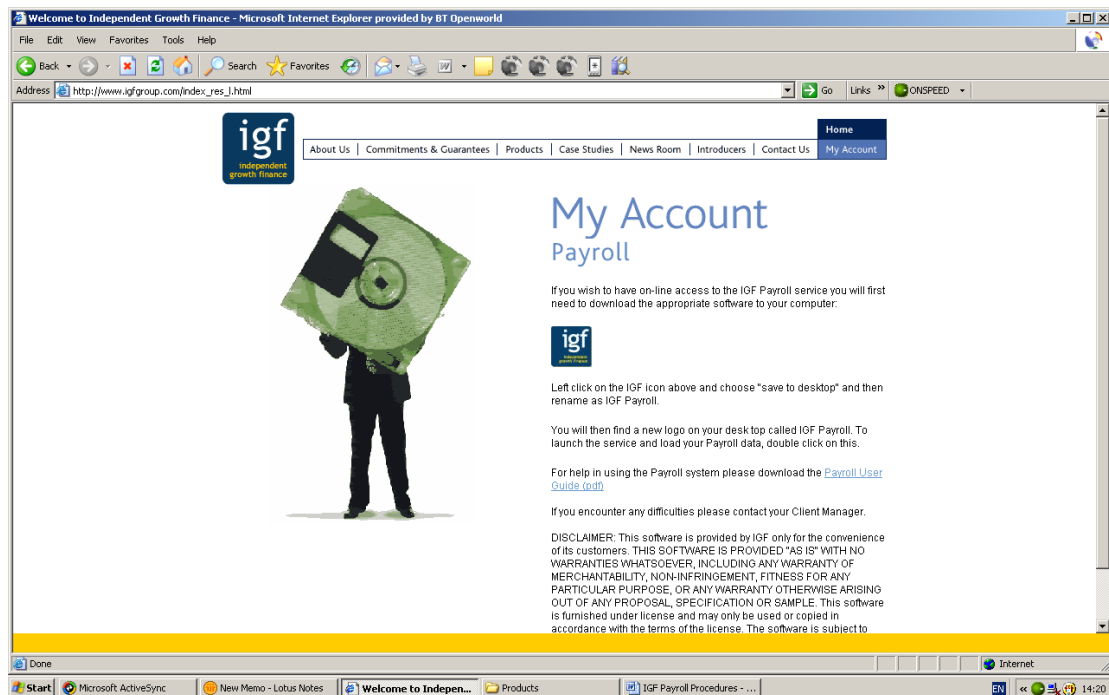 Welcome to Independent Growth Finance - Microsoft Internet Explorer provided by BT Openworld
File Edit View Favorites Tools Help
Back Search Favorites
Address http://www.igfgroup.com/index_res_l.html Go Links » ONSPEED
igf
independent
growth finance
Home
About Us | Commitments & Guarantees | Products | Case Studies | News Room | Introducers | Contact Us My Account
My Account
Payroll
If you wish to have on-line access to the IGF Payroll service you will first
need to download the appropriate software to your computer:
igf
independent
growth finance
Left click on the IGF icon above and choose "save to desktop" and then
rename as IGF Payroll.
You will then find a new logo on your desk top called IGF Payroll. To
launch the service and load your Payroll data, double click on this.
For help in using the Payroll system please download the Payroll User
Guide (pdf)
If you encounter any difficulties please contact your Client Manager.
DISCLAIMER: This software is provided by IGF only for the convenience
of its customers. THIS SOFTWARE IS PROVIDED "AS IS" WITH NO
WARRANTIES WHATSOEVER, INCLUDING ANY WARRANTY OF
MERCHANTABILITY, NON-INFRINGEMENT, FITNESS FOR ANY
PARTICULAR PURPOSE, OR ANY WARRANTY OTHERWISE ARISING
OUT OF ANY PROPOSAL, SPECIFICATION OR SAMPLE. This software
is furnished under license and may only be used or copied in
accordance with the terms of the license. The software is subject to
Done Internet
Start Microsoft ActiveSync New Memo - Lotus Notes Welcome to Indepen... Products IGF Payroll Procedures - ... EN « 14:20